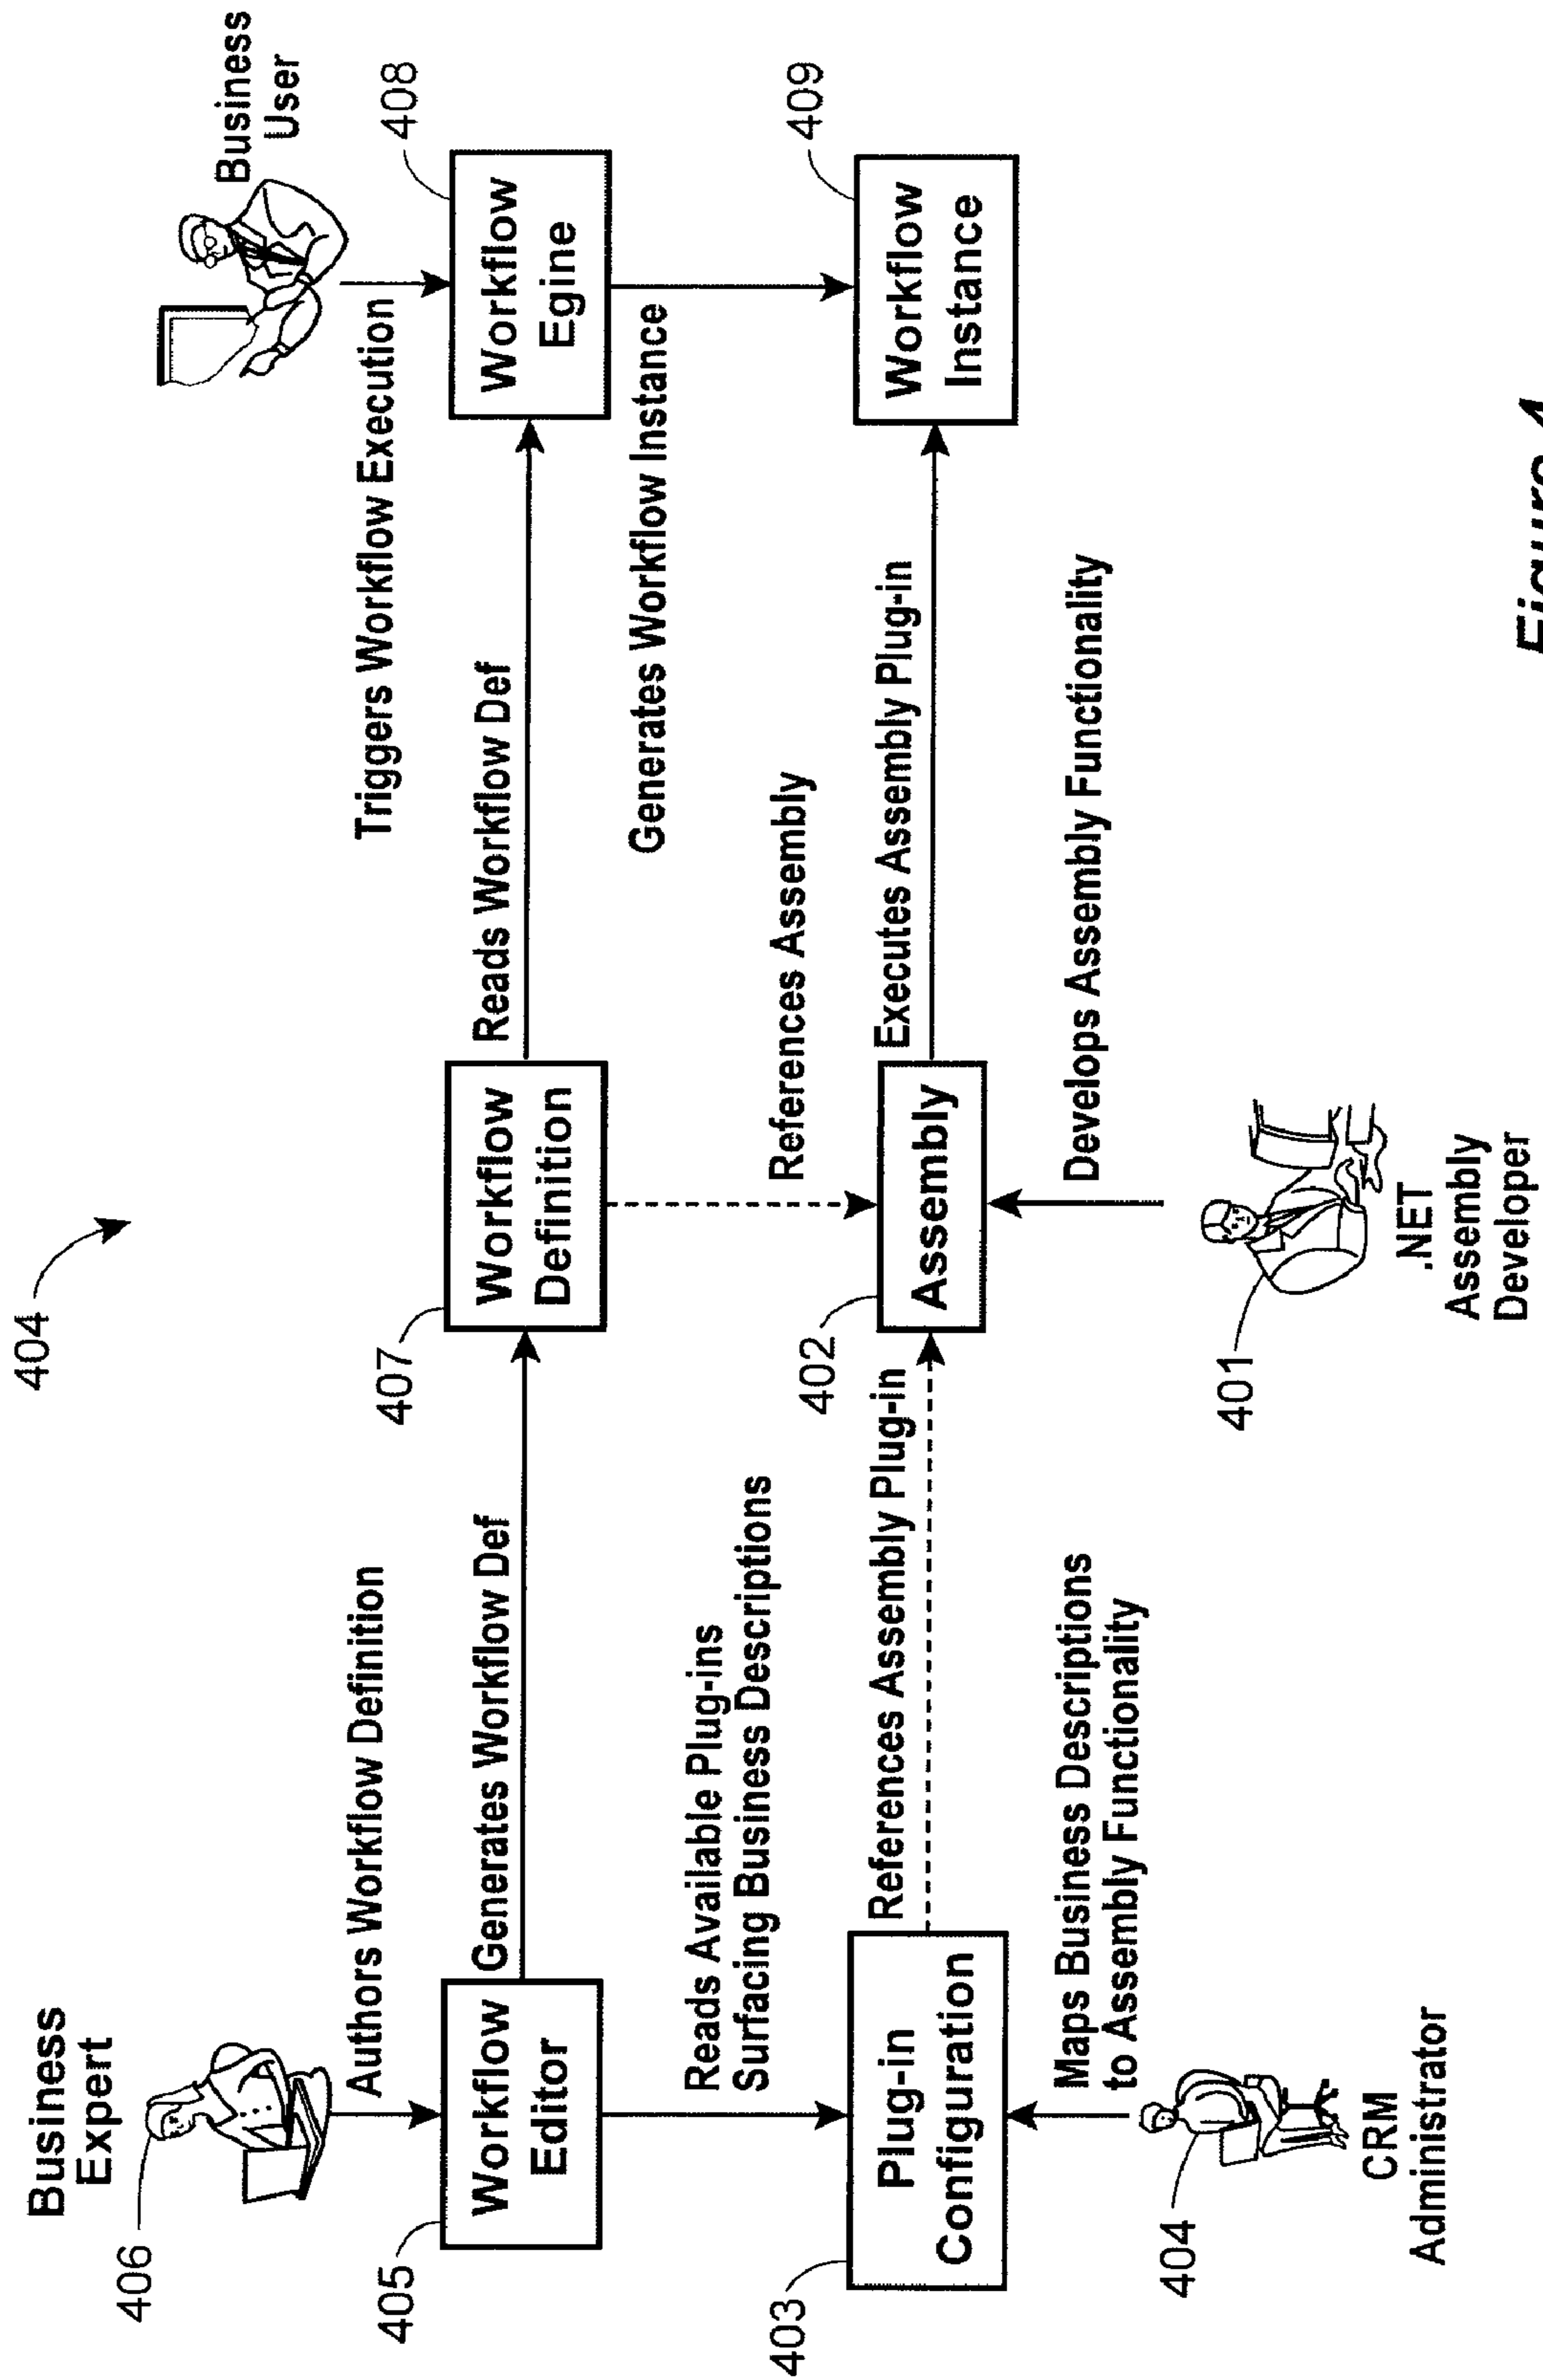 404
Business
Expert
406
Authors Workflow Definition
405
Workflow
Editor
Generates Workflow Def
407
Workflow
Definition
Reads Workflow Def
Business
User
Triggers Workflow Execution
408
Workflow
Egine
Generates Workflow Instance
Reads Available Plug-ins
Surfacing Business Descriptions
References Assembly
403
Plug-in
Configuration
References Assembly Plug-in
402
Assembly
Executes Assembly Plug-in
409
Workflow
Instance
Maps Business Descriptions
to Assembly Functionality
404
CRM
Administrator
Develops Assembly Functionality
401
.NET
Assembly
Developer
Figure 4